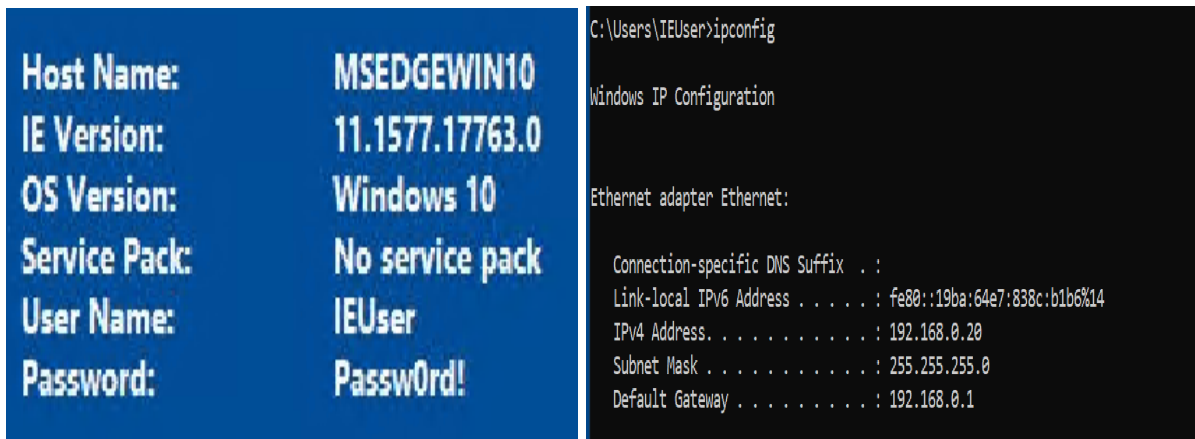 Host Name: MSEDGEWIN10
IE Version: 11.1577.17763.0
OS Version: Windows 10
Service Pack: No service pack
User Name: IEUser
Password: Passw0rd!
C:\Users\IEUser>ipconfig
Windows IP Configuration
Ethernet adapter Ethernet:
Connection-specific DNS Suffix . :
Link-local IPv6 Address . . . . . : fe80::19ba:64e7:838c:b1b6%14
IPv4 Address. . . . . . . . . . . : 192.168.0.20
Subnet Mask . . . . . . . . . . . : 255.255.255.0
Default Gateway . . . . . . . . . : 192.168.0.1